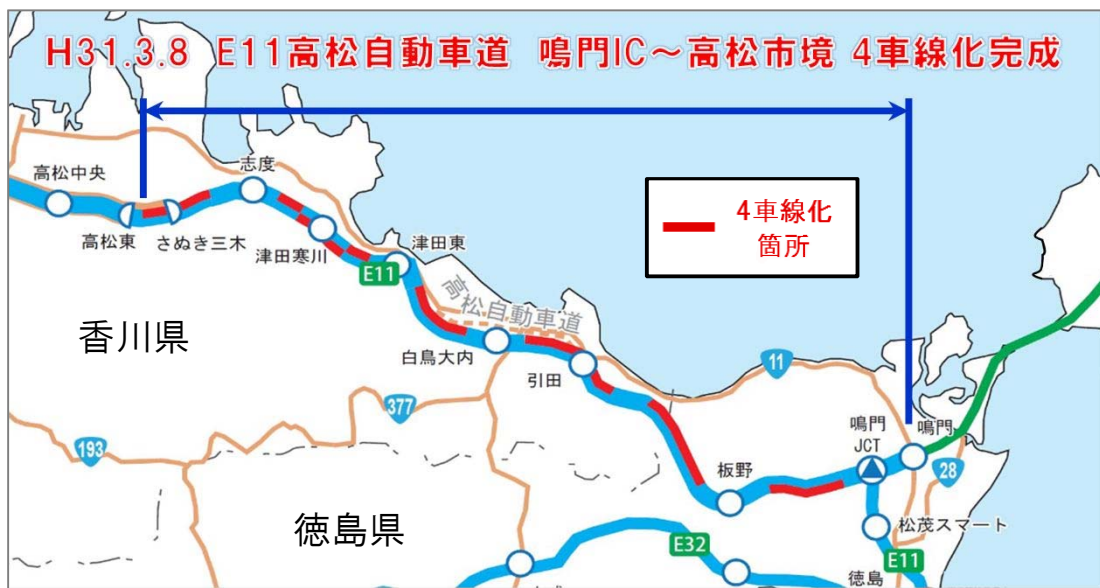 H31.3.8 E11高松自動車道 鳴門IC～高松市境 4車線化完成
志度
高松中央
高松東
さぬき三木
津田寒川
津田東
E11
4車線化
箇所
高松自動車道
香川県
白鳥大内
引田
11
377
193
鳴門
JCT
鳴門
板野
28
松茂スマート
徳島県
E32
徳島
E11